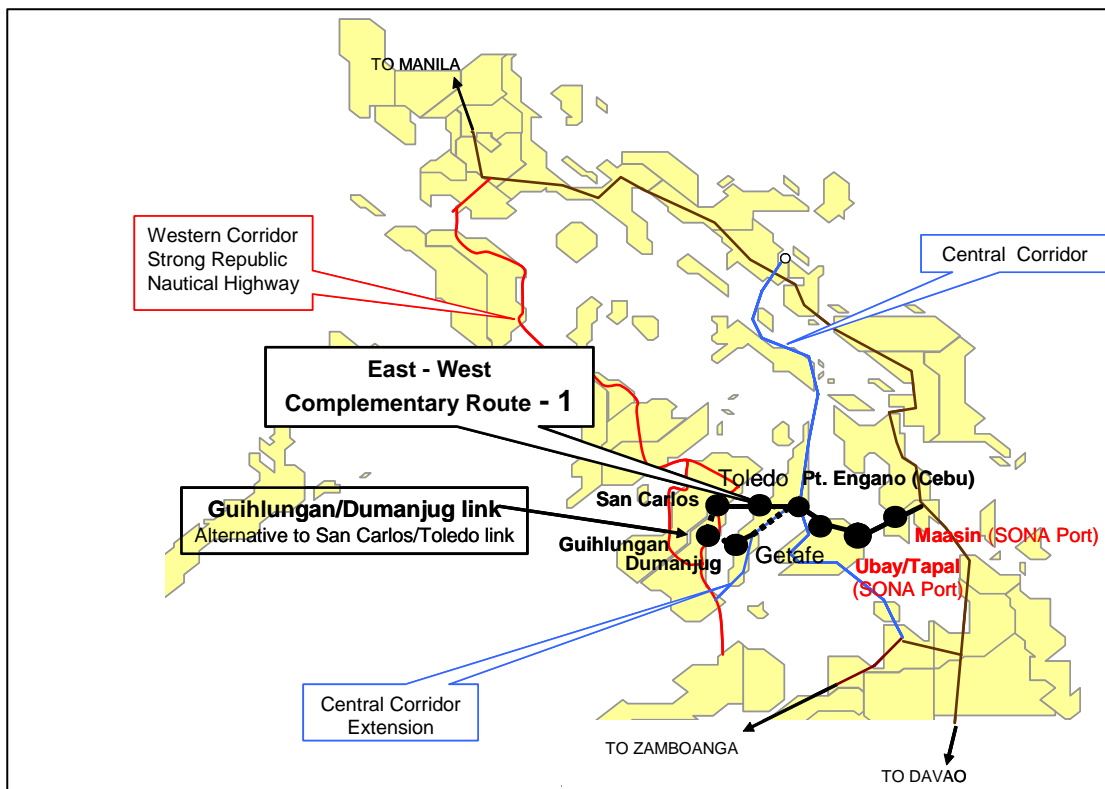 TO MANILA
Western Corridor
Strong Republic
Nautical Highway
Central Corridor
East - West
Complementary Route - 1
Toledo
Pt. Engano (Cebu)
San Carlos
Guihlungan/Dumanjug link
Alternative to San Carlos/Toledo link
Guihlungan
Dumanjug
Getafe
Maasin (SONA Port)
Ubay/Tapal
(SONA Port)
Central Corridor
Extension
TO ZAMBOANGA
TO DAVAO